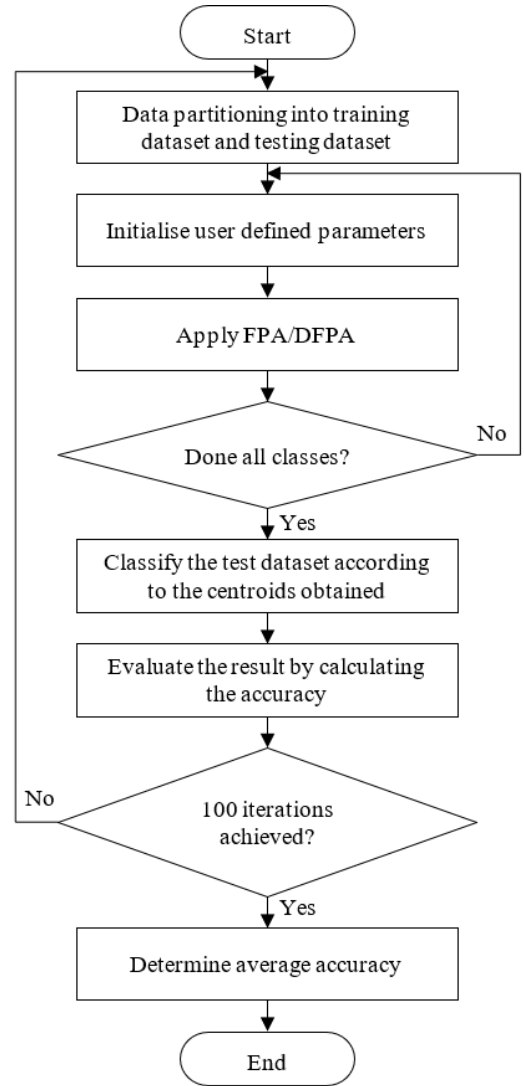 Start
Data partitioning into training
dataset and testing dataset
Initialise user defined parameters
Apply FPA/DFPA
Done all classes?
No
Yes
Classify the test dataset according
to the centroids obtained
Evaluate the result by calculating
the accuracy
100 iterations
achieved?
No
Yes
Determine average accuracy
End